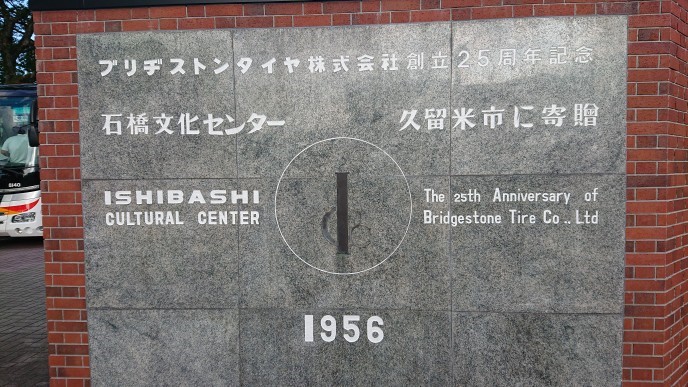 ブリヂストンタイヤ株式会社創立25周年記念
石橋文化センター 久留米市に寄贈
ISHIBASHI
CULTURAL CENTER
The 25th Anniversary of
Bridgestone Tire Co., Ltd
1956